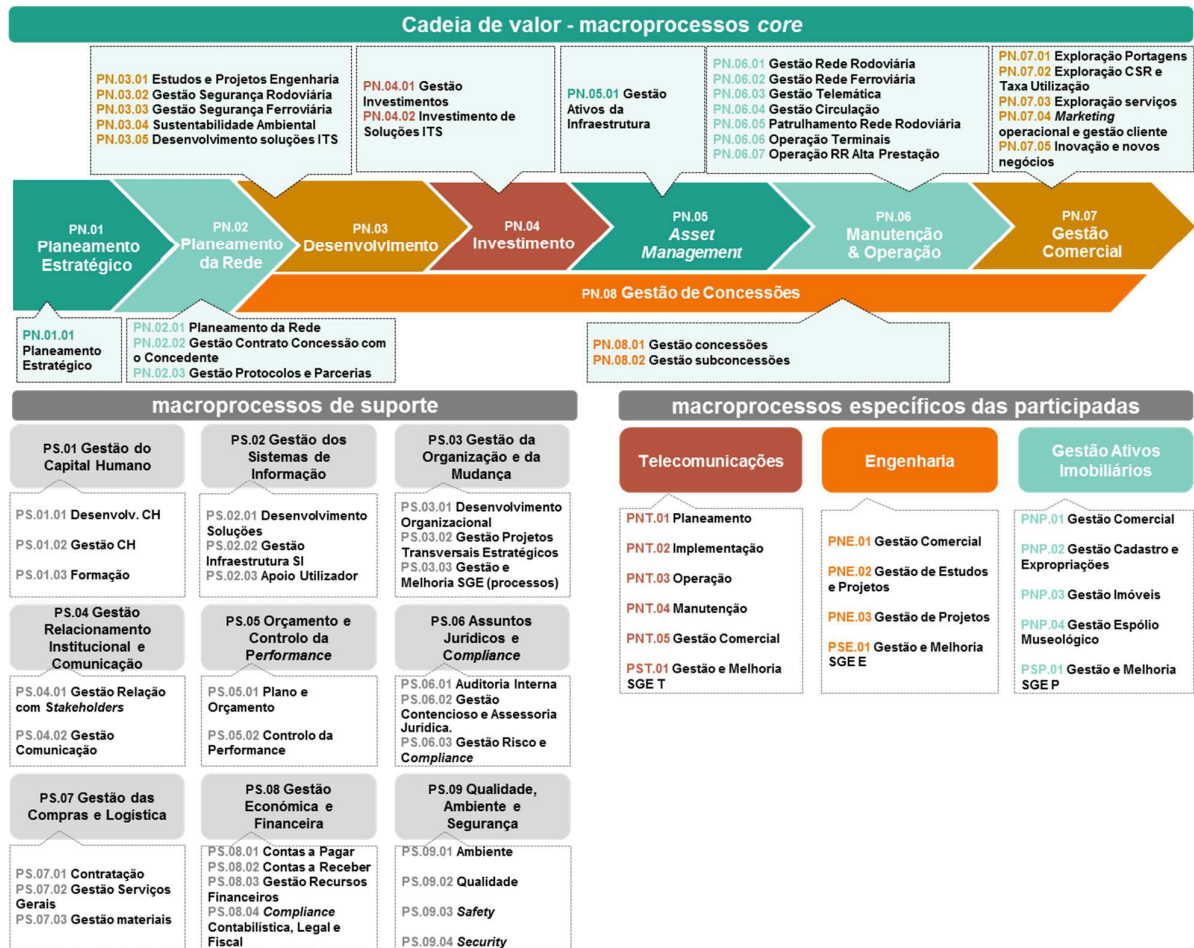 Cadeia de valor - macroprocessos core
PN.03.01 Estudos e Projetos Engenharia
PN.03.02 Gestão Segurança Rodoviária
PN.03.03 Gestão Segurança Ferroviária
PN.03.04 Sustentabilidade Ambiental
PN.03.05 Desenvolvimento soluções ITS
PN.04.01 Gestão
Investimentos
PN.04.02 Investimento de
Soluções ITS
PN.05.01 Gestão
Ativos da
Infraestrutura
PN.06.01 Gestão Rede Rodoviária
PN.06.02 Gestão Rede Ferroviária
PN.06.03 Gestão Telemática
PN.06.04 Gestão Circulação
PN.06.05 Patrulhamento Rede Rodoviária
PN.06.06 Operação Terminais
PN.06.07 Operação RR Alta Prestação
PN.07.01 Exploração Portagens
PN.07.02 Exploração CSR e
Taxa Utilização
PN.07.03 Exploração serviços
PN.07.04 Marketing
operacional e gestão cliente
PN.07.05 Inovação e novos
negócios
PN.01
Planeamento
Estratégico
PN.02
Planeamento
da Rede
PN.03
Desenvolvimento
PN.04
Investimento
PN.05
Asset
Management
PN.06
Manutenção
& Operação
PN.07
Gestão
Comercial
PN.08 Gestão de Concessões
PN.01.01
Planeamento
Estratégico
PN.02.01 Planeamento da Rede
PN.02.02 Gestão Contrato Concessão com
o Concedente
PN.02.03 Gestão Protocolos e Parcerias
PN.08.01 Gestão concessões
PN.08.02 Gestão subconcessões
macroprocessos de suporte
PS.01 Gestão do
Capital Humano
PS.01.01 Desenvolv. CH
PS.01.02 Gestão CH
PS.01.03 Formação
PS.02 Gestão dos
Sistemas de
Informação
PS.02.01 Desenvolvimento
Soluções
PS.02.02 Gestão
Infraestrutura SI
PS.02.03 Apoio Utilizador
PS.03 Gestão da
Organização e da
Mudança
PS.03.01 Desenvolvimento
Organizacional
PS.03.02 Gestão Projetos
Transversais Estratégicos
PS.03.03 Gestão e
Melhoria SGE (processos)
PS.04 Gestão
Relacionamento
Institucional e
Comunicação
PS.04.01 Gestão Relação
com Stakeholders
PS.04.02 Gestão
Comunicação
PS.05 Orçamento e
Controlo da
Performance
PS.05.01 Plano e
Orçamento
PS.05.02 Controlo da
Performance
PS.06 Assuntos
Jurídicos e
Compliance
PS.06.01 Auditoria Interna
PS.06.02 Gestão
Contencioso e Assessoria
Jurídica.
PS.06.03 Gestão Risco e
Compliance
PS.07 Gestão das
Compras e Logística
PS.07.01 Contratação
PS.07.02 Gestão Serviços
Gerais
PS.07.03 Gestão materiais
PS.08 Gestão
Económica e
Financeira
PS.08.01 Contas a Pagar
PS.08.02 Contas a Receber
PS.08.03 Gestão Recursos
Financeiros
PS.08.04 Compliance
Contabilística, Legal e
Fiscal
PS.09 Qualidade,
Ambiente e
Segurança
PS.09.01 Ambiente
PS.09.02 Qualidade
PS.09.03 Safety
PS.09.04 Security
macroprocessos específicos das participadas
Telecomunicações
PNT.01 Planeamento
PNT.02 Implementação
PNT.03 Operação
PNT.04 Manutenção
PNT.05 Gestão Comercial
PST.01 Gestão e Melhoria
SGE T
Engenharia
PNE.01 Gestão Comercial
PNE.02 Gestão de Estudos
e Projetos
PNE.03 Gestão de Projetos
PSE.01 Gestão e Melhoria
SGE E
Gestão Ativos
Imobiliários
PNP.01 Gestão Comercial
PNP.02 Gestão Cadastro e
Expropriações
PNP.03 Gestão Imóveis
PNP.04 Gestão Espólio
Museológico
PSP.01 Gestão e Melhoria
SGE P